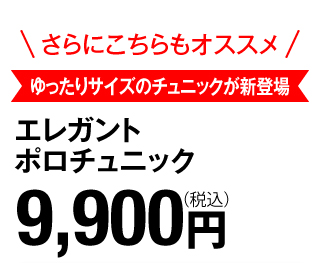 \ さらにこちらもオススメ /
ゆったりサイズのチュニックが新登場
エレガント
ポロチュニック
9,900円(税込)